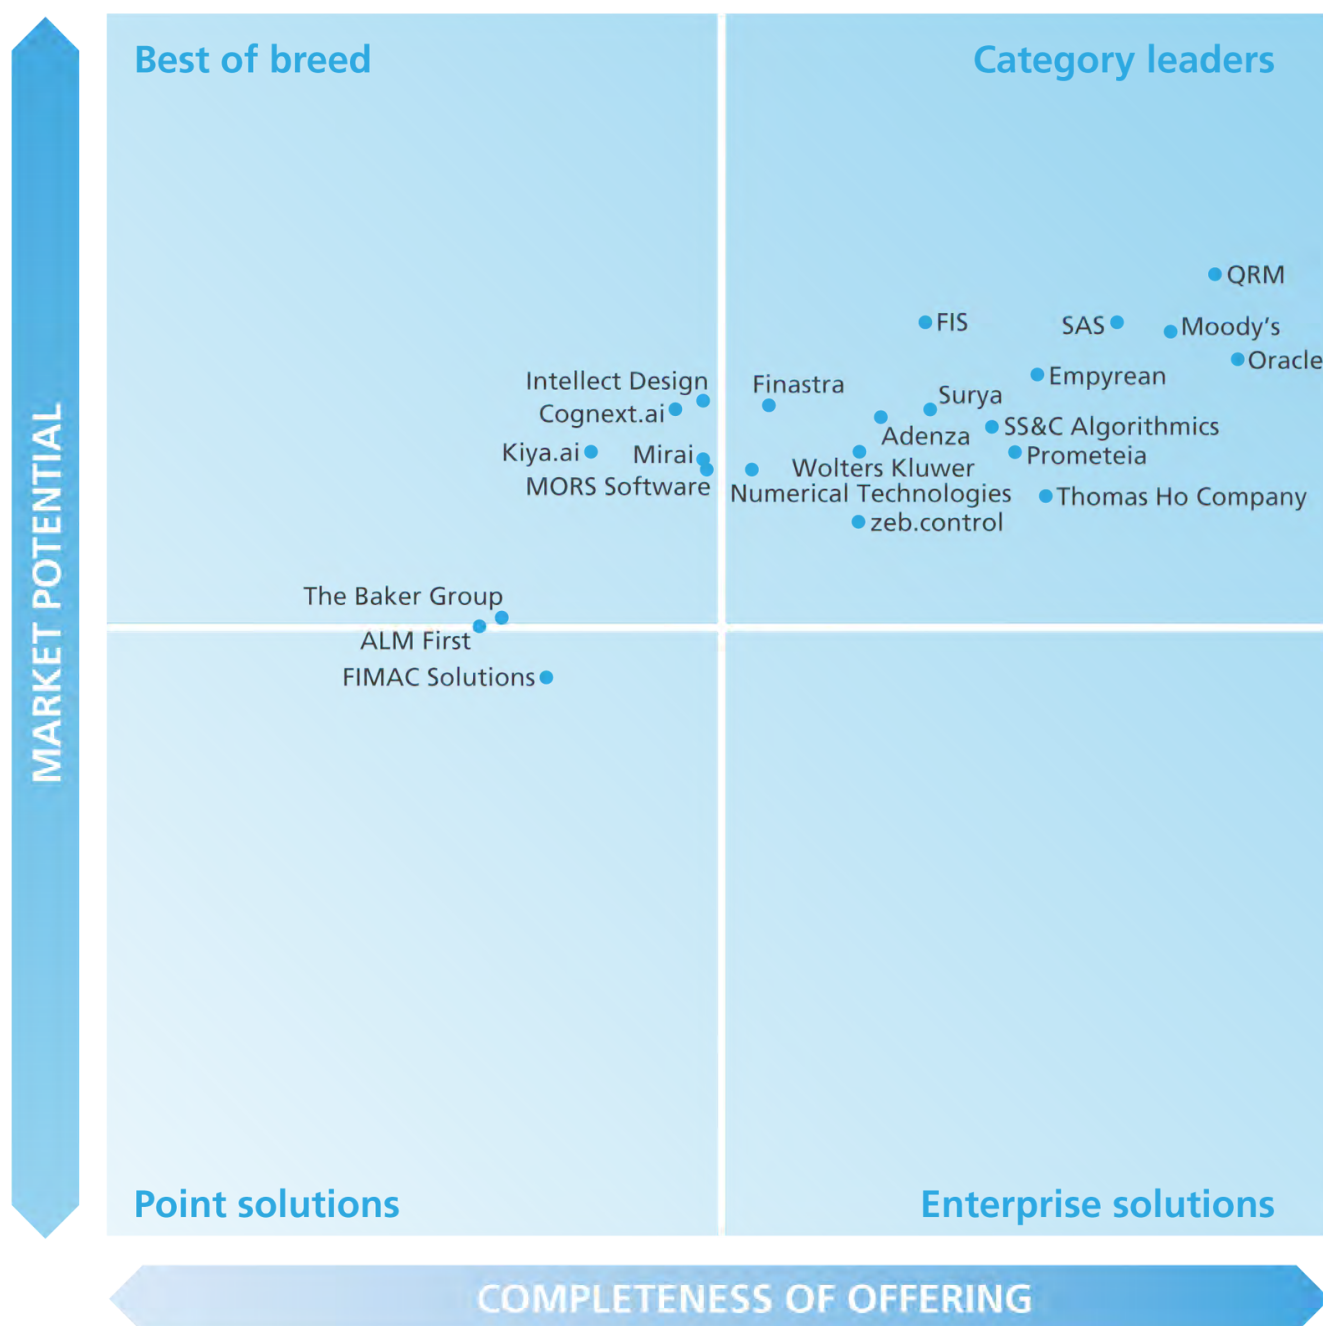 Best of breed
Category leaders
QRM
FIS
SAS
Moody's
Oracle
Empyrean
Intellect Design
Finastra
Surya
Cognext.ai
Adenza
SS&C Algorithmics
Kiya.ai
Mirai
Prometeia
Wolters Kluwer
MORS Software
Numerical Technologies
Thomas Ho Company
zeb.control
The Baker Group
ALM First
FIMAC Solutions
MARKET POTENTIAL
Point solutions
Enterprise solutions
COMPLETENESS OF OFFERING